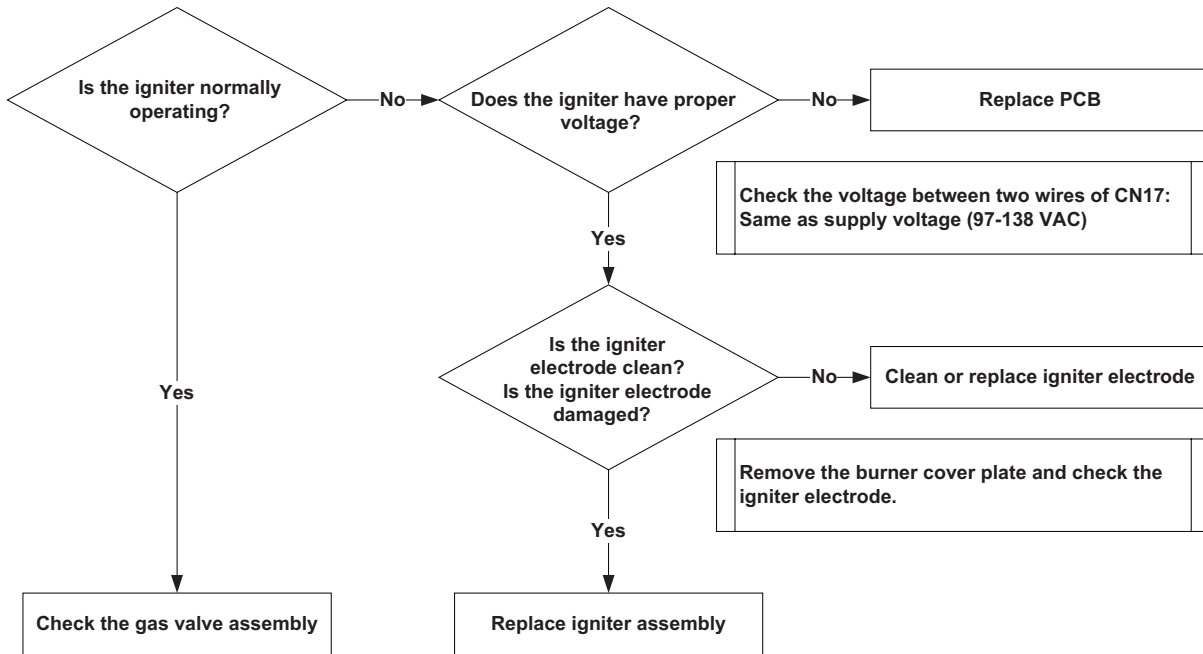 Is the igniter normally
operating?
No
Does the igniter have proper
voltage?
No
Replace PCB
Check the voltage between two wires of CN17:
Same as supply voltage (97-138 VAC)
Yes
Is the igniter
electrode clean?
Is the igniter electrode
damaged?
No
Clean or replace igniter electrode
Yes
Remove the burner cover plate and check the
igniter electrode.
Yes
Check the gas valve assembly
Replace igniter assembly